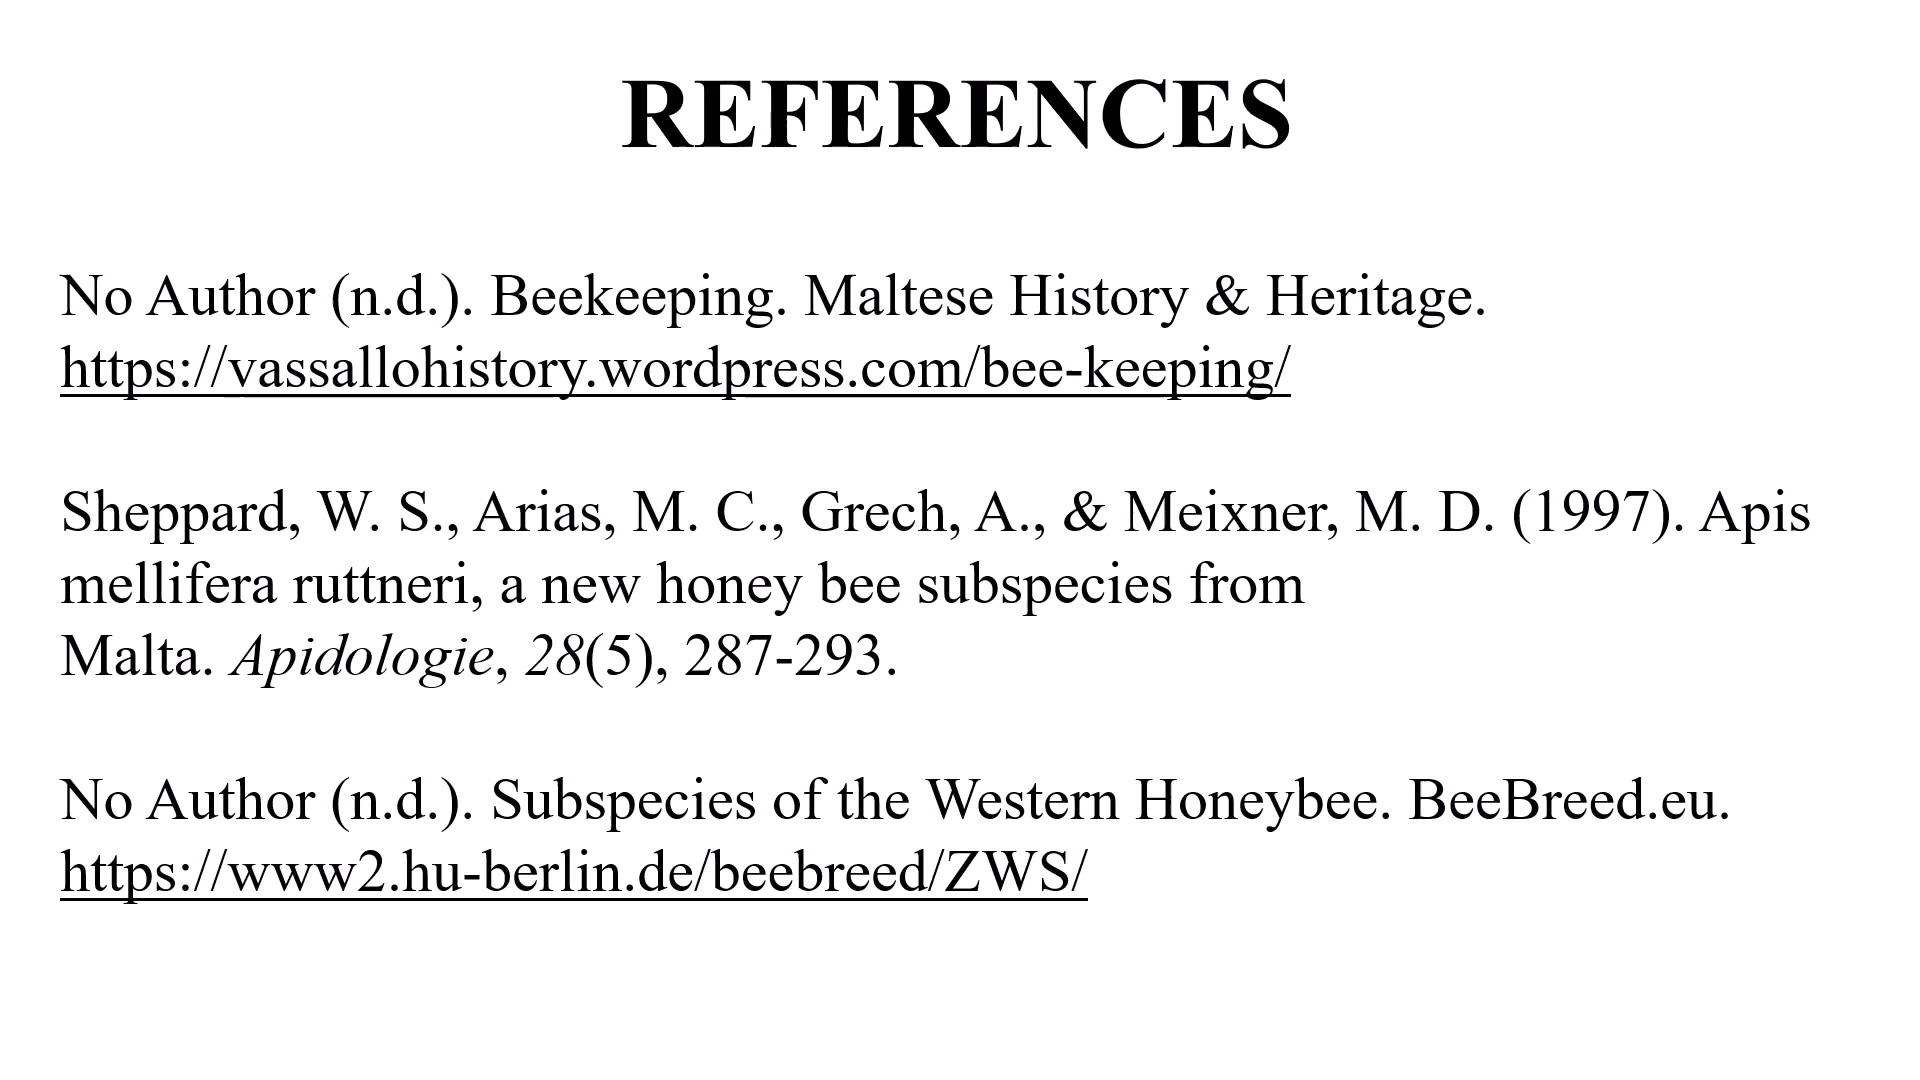 REFERENCES
No Author (n.d.). Beekeeping. Maltese History & Heritage.
https://vassallohistory.wordpress.com/bee-keeping/
Sheppard, W. S., Arias, M. C., Grech, A., & Meixner, M. D. (1997). Apis
mellifera ruttneri, a new honey bee subspecies from
Malta. Apidologie, 28(5), 287-293.
No Author (n.d.). Subspecies of the Western Honeybee. BeeBreed.eu.
https://www2.hu-berlin.de/beebreed/ZWS/